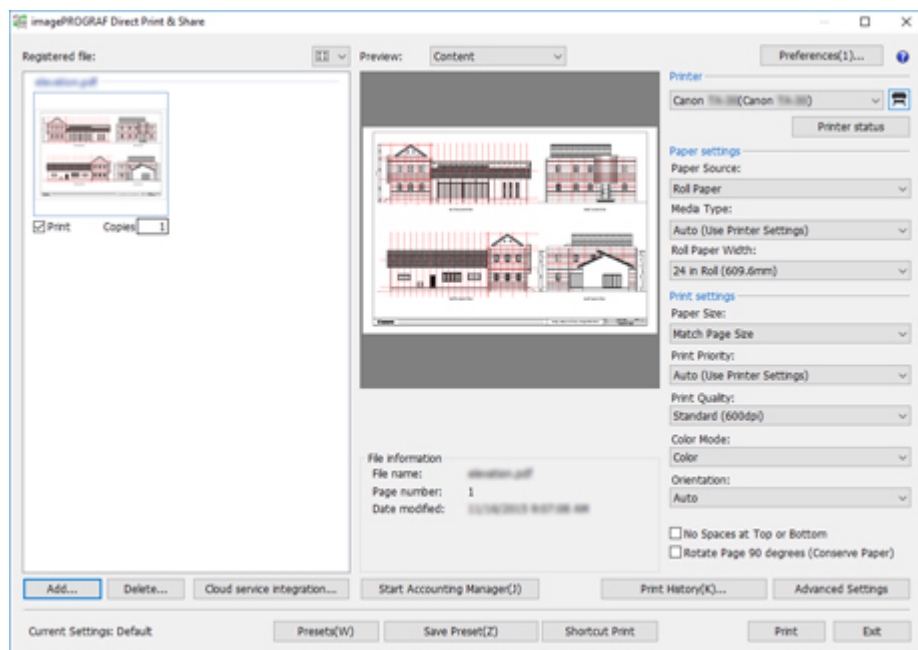 imagePROGRAF Direct Print & Share
Registered file:
Print
Copies 1
Preview: Content
File information
File name:
Page number: 1
Date modified:
Preferences(1)...
Printer
Canon (Canon )
Printer status
Paper settings
Paper Source:
Roll Paper
Media Type:
Auto (Use Printer Settings)
Roll Paper Width:
24 in Roll (609.6mm)
Print settings
Paper Size:
Match Page Size
Print Priority:
Auto (Use Printer Settings)
Print Quality:
Standard (600dpi)
Color Mode:
Color
Orientation:
Auto
No Spaces at Top or Bottom
Rotate Page 90 degrees (Conserve Paper)
Add... Delete... Cloud service integration... Start Accounting Manager(J) Print History(K)... Advanced Settings
Current Settings: Default Presets(W) Save Preset(Z) Shortcut Print Print Exit